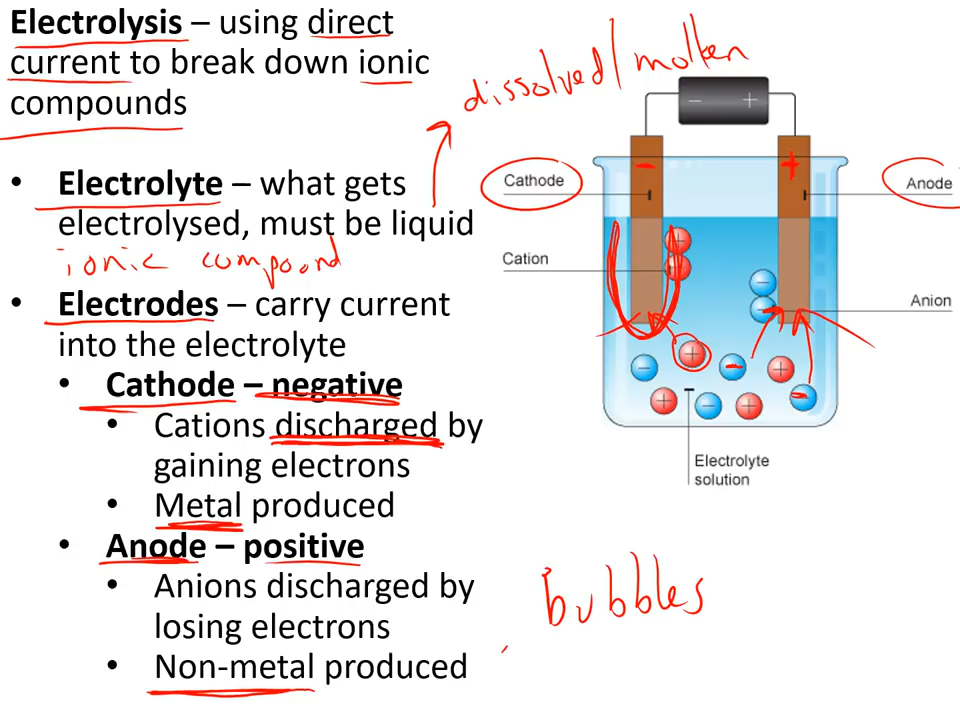 Electrolysis – using direct
current to break down ionic
compounds
dissolved/molten
• Electrolyte – what gets
electrolysed, must be liquid
ionic compound
• Electrodes – carry current
into the electrolyte
• Cathode – negative
• Cations discharged by
gaining electrons
• Metal produced
• Anode – positive
• Anions discharged by
losing electrons
• Non-metal produced
− +
- +
Cathode
Anode
Cation
Anion
Electrolyte
solution
bubbles